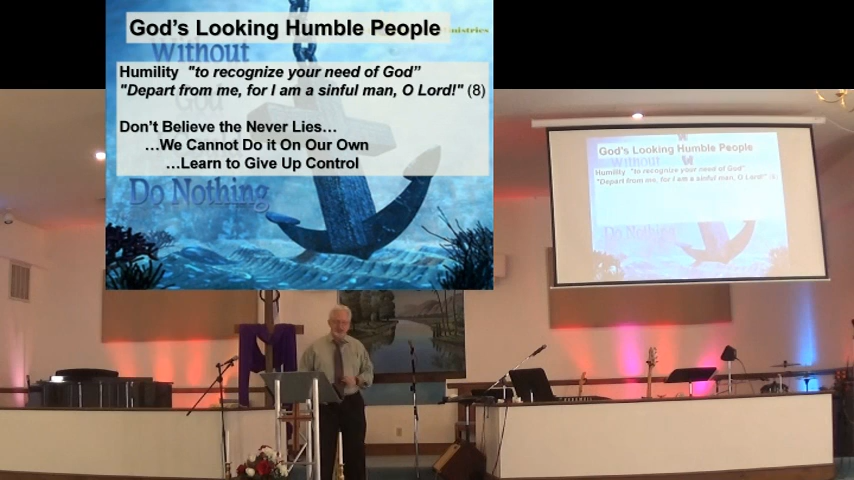 God's Looking Humble People
Ministries
Without
God
Humility "to recognize your need of God"
"Depart from me, for I am a sinful man, O Lord!" (8)
Don't Believe the Never Lies…
…We Cannot Do it On Our Own
…Learn to Give Up Control
Do Nothing
God's Looking Humble People
Without
Humility "to recognize your need of God"
"Depart from me, for I am a sinful man, O Lord!" (8)
Do Nothing